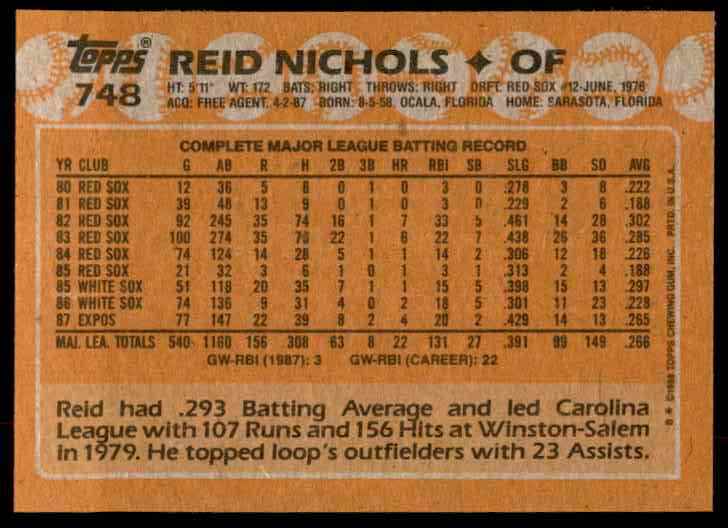 topps® REID NICHOLS ✦ OF
748 HT: 5'11" WT: 172 BATS: RIGHT THROWS: RIGHT DRFT: RED SOX #12-JUNE, 1976
ACQ: FREE AGENT, 4-2-87 BORN: 8-5-58, OCALA, FLORIDA HOME: SARASOTA, FLORIDA
COMPLETE MAJOR LEAGUE BATTING RECORD
YR CLUB G AB R H 2B 3B HR RBI SB SLG BB SO AVG
80 RED SOX 12 36 5 8 0 1 0 3 0 .278 3 8 .222
81 RED SOX 39 48 13 9 0 1 0 3 0 .229 2 6 .188
82 RED SOX 92 245 35 74 16 1 7 33 5 .461 14 28 .302
83 RED SOX 100 274 35 78 22 1 6 22 7 .438 26 36 .285
84 RED SOX 74 124 14 28 5 1 1 14 2 .306 12 18 .226
85 RED SOX 21 32 3 6 1 0 1 3 1 .313 2 4 .188
85 WHITE SOX 51 118 20 35 7 1 1 15 5 .398 15 13 .297
86 WHITE SOX 74 136 9 31 4 0 2 18 5 .301 11 23 .228
87 EXPOS 77 147 22 39 8 2 4 20 2 .429 14 13 .265
MAJ. LEA. TOTALS 540 1160 156 308 63 8 22 131 27 .391 99 149 .266
GW-RBI (1987): 3 GW-RBI (CAREER): 22
Reid had .293 Batting Average and led Carolina
League with 107 Runs and 156 Hits at Winston-Salem
in 1979. He topped loop's outfielders with 23 Assists.
B ✶ ©1988 TOPPS CHEWING GUM, INC. PRTD. IN U.S.A.